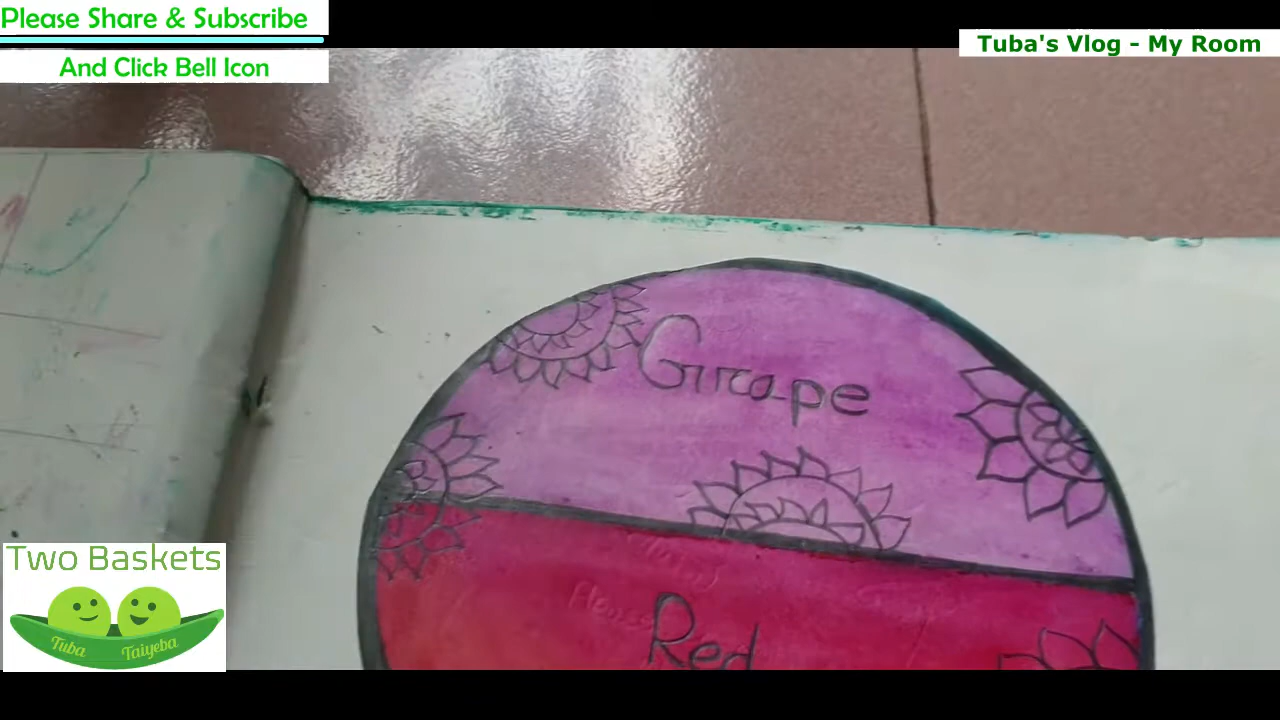 Please Share & Subscribe
And Click Bell Icon
Tuba's Vlog - My Room
Grape
Red
Two Baskets
Tuba
Taiyeba